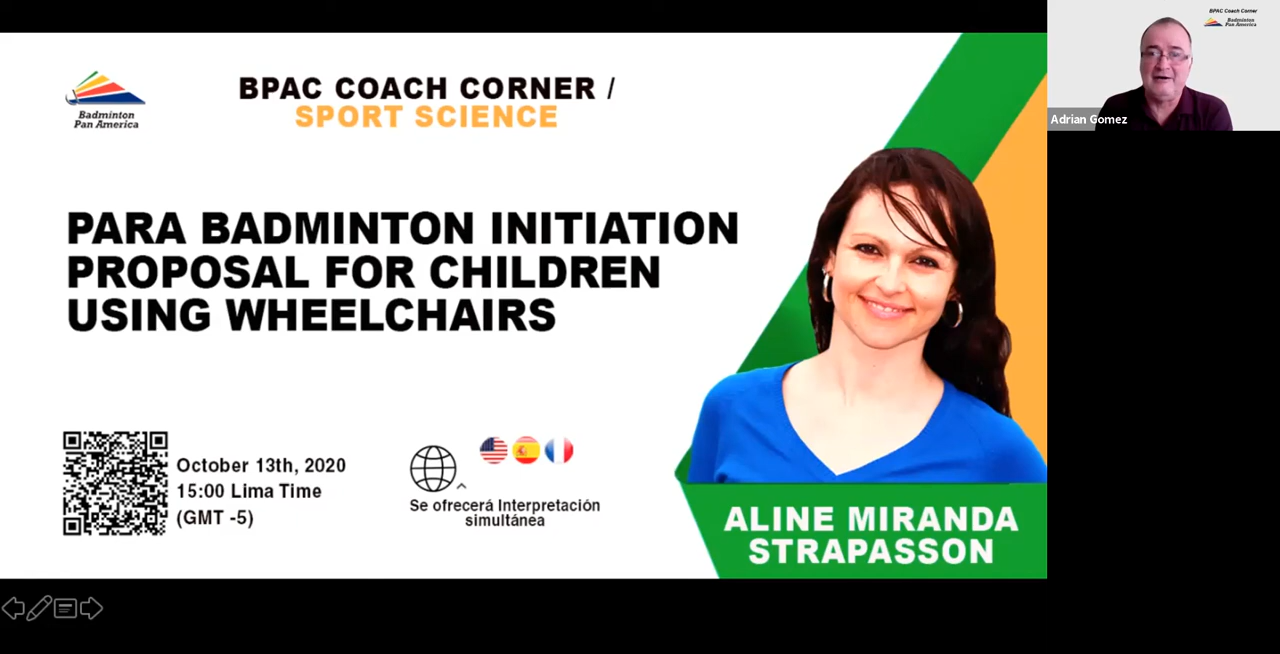 Badminton
Pan America
BPAC COACH CORNER /
SPORT SCIENCE
PARA BADMINTON INITIATION
PROPOSAL FOR CHILDREN
USING WHEELCHAIRS
October 13th, 2020
15:00 Lima Time
(GMT -5)
Se ofrecerá Interpretación
simultánea
ALINE MIRANDA
STRAPASSON
BPAC Coach Corner
Badminton
Pan America
Adrian Gomez